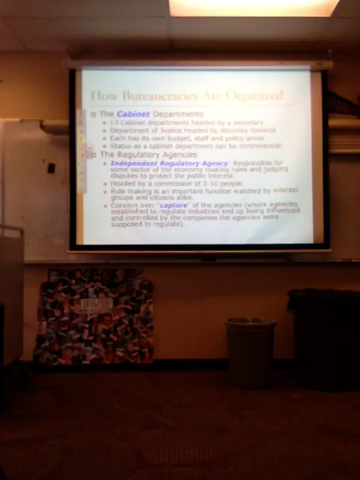 How Bureaucracies Are Organized
The Cabinet Departments
13 Cabinet departments headed by a secretary
Department of Justice headed by Attorney General
Each has its own budget, staff and policy areas
Status as a cabinet department can be controversial.
The Regulatory Agencies
Independent Regulatory Agency: Responsible for
some sector of the economy making rules and judging
disputes to protect the public interest.
Headed by a commission of 5-10 people.
Rule making is an important function watched by interest
groups and citizens alike.
Concern over "capture" of the agencies (where agencies
established to regulate industries end up being influenced
and controlled by the companies the agencies were
supposed to regulate).